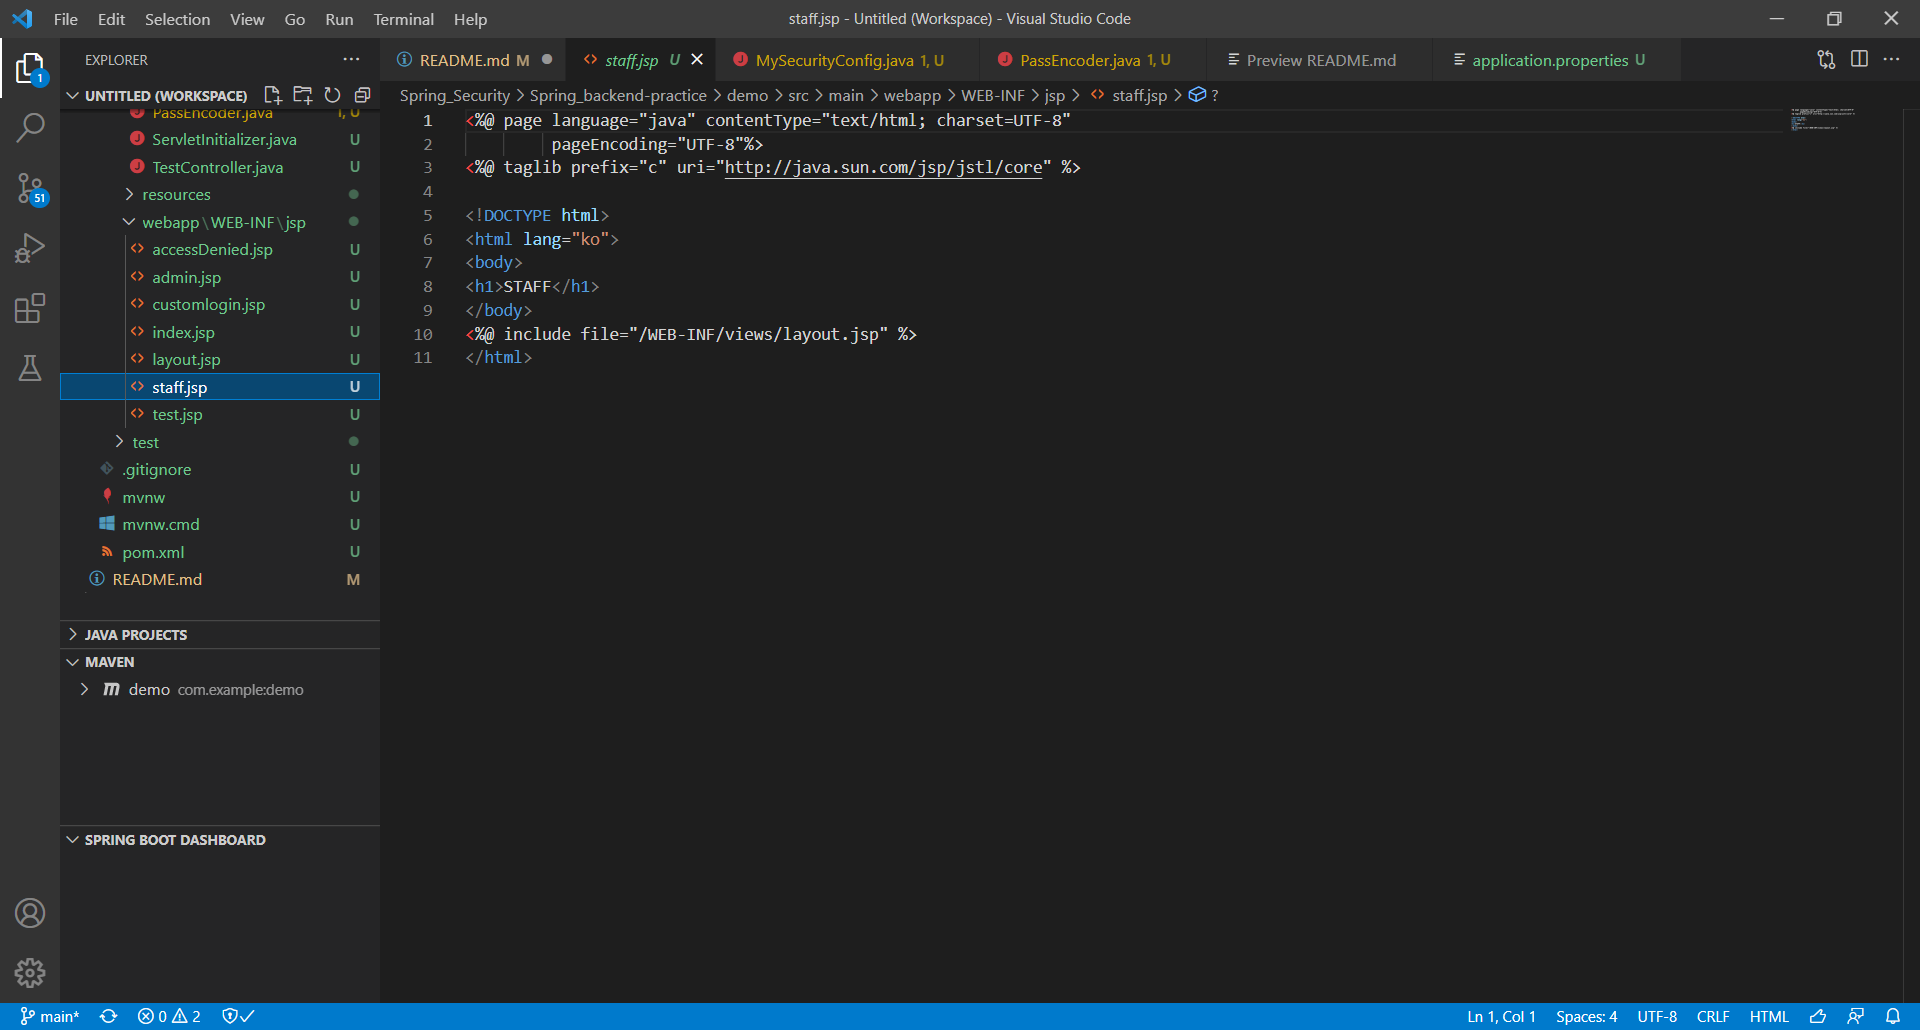 File Edit Selection View Go Run Terminal Help
staff.jsp - Untitled (Workspace) - Visual Studio Code
EXPLORER
README.md M
staff.jsp U
MySecurityConfig.java 1, U
PassEncoder.java 1, U
Preview README.md
application.properties U
UNTITLED (WORKSPACE)
Spring_Security > Spring_backend-practice > demo > src > main > webapp > WEB-INF > jsp > staff.jsp > ?
1
51
PassEncoder.java 1, U
ServletInitializer.java U
TestController.java U
resources
webapp\WEB-INF\jsp
accessDenied.jsp U
admin.jsp U
customlogin.jsp U
index.jsp U
layout.jsp U
staff.jsp U
test.jsp U
test
.gitignore U
mvnw U
mvnw.cmd U
pom.xml U
README.md M
JAVA PROJECTS
MAVEN
demo com.example:demo
SPRING BOOT DASHBOARD
1 <%@ page language="java" contentType="text/html; charset=UTF-8"
2 pageEncoding="UTF-8"%>
3 <%@ taglib prefix="c" uri="http://java.sun.com/jsp/jstl/core" %>
4
5 <!DOCTYPE html>
6 <html lang="ko">
7 <body>
8 <h1>STAFF</h1>
9 </body>
10 <%@ include file="/WEB-INF/views/layout.jsp" %>
11 </html>
main* 0 2
Ln 1, Col 1 Spaces: 4 UTF-8 CRLF HTML